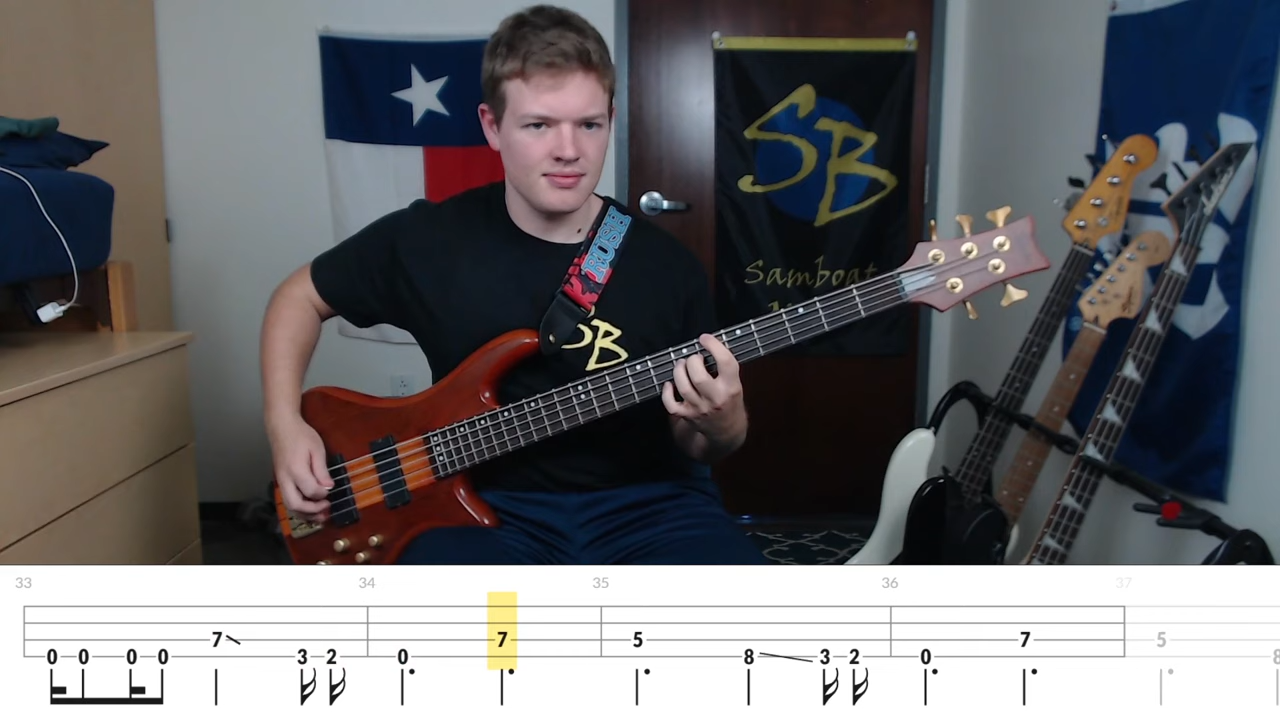 SB
Samboat
RUSH
SB
33 34 35 36 37
7 7 5 7 5
0 0 0 0 3 2 0 8 3 2 0 8